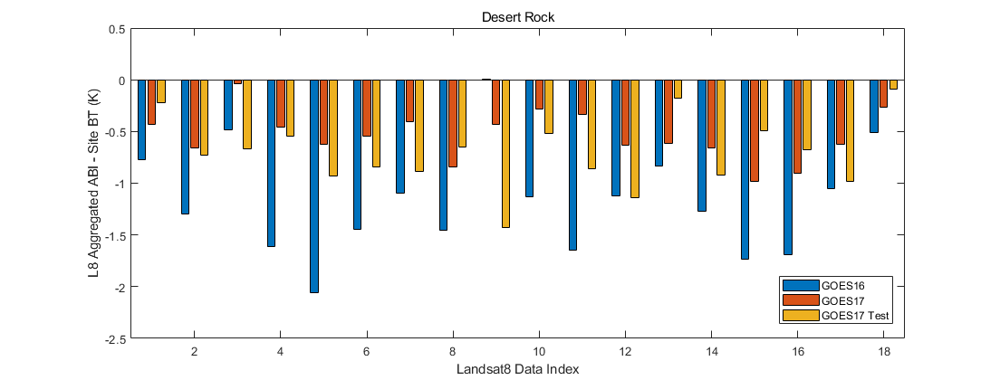 Desert Rock
0.5
0
-0.5
-1
-1.5
-2
-2.5
L8 Aggregated ABI - Site BT (K)
GOES16
GOES17
GOES17 Test
2 4 6 8 10 12 14 16 18
Landsat8 Data Index